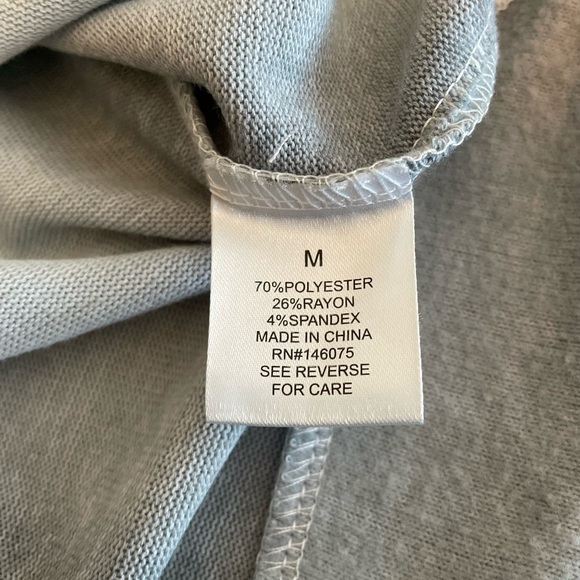 M
70%POLYESTER
26%RAYON
4%SPANDEX
MADE IN CHINA
RN#146075
SEE REVERSE
FOR CARE